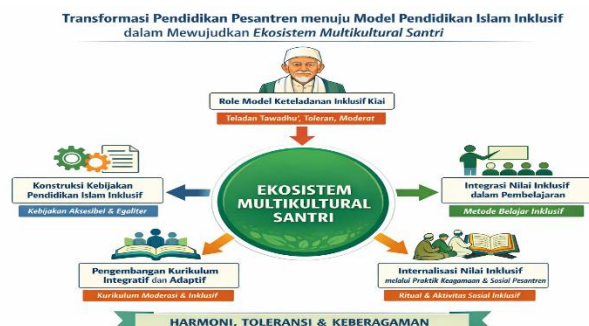 Transformasi Pendidikan Pesantren menuju Model Pendidikan Islam Inklusif
dalam Mewujudkan Ekosistem Multikultural Santri
Role Model Keteladanan Inklusif Kiai
Teladan Tawadhu', Toleran, Moderat
Konstruksi Kebijakan
Pendidikan Islam Inklusif
Kebijakan Aksesibel & Egaliter
EKOSISTEM
MULTIKULTURAL
SANTRI
Integrasi Nilai Inklusif
dalam Pembelajaran
Metode Belajar Inklusif
Pengembangan Kurikulum
Integratif dan Adaptif
Kurikulum Moderasi & Inklusif
Internalisasi Nilai Inklusif
melalui Praktik Keagamaan & Sosial Pesantren
Ritual & Aktivitas Sosial Inklusif
HARMONI, TOLERANSI & KEBERAGAMAN